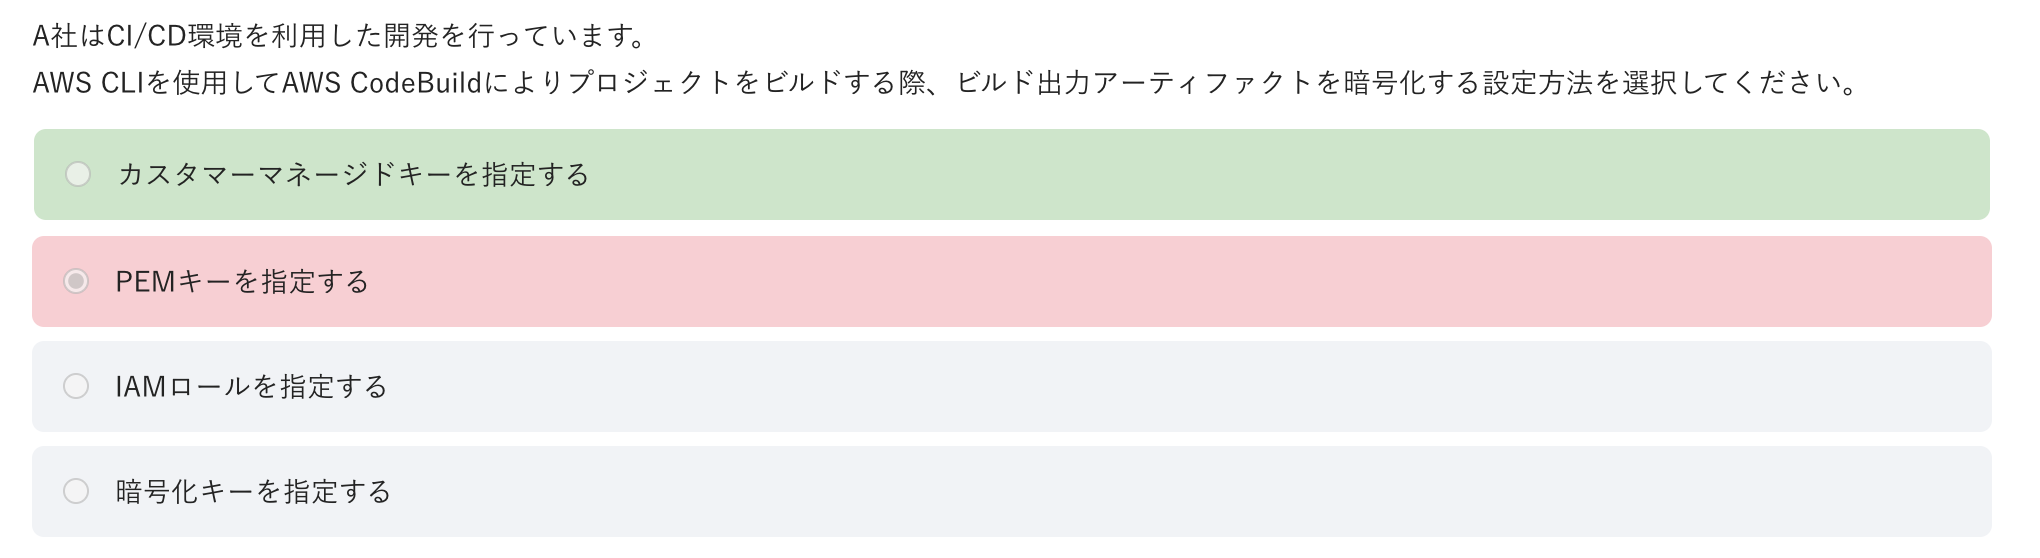 A社はCI/CD環境を利用した開発を行っています。
AWS CLIを使用してAWS CodeBuildによりプロジェクトをビルドする際、ビルド出力アーティファクトを暗号化する設定方法を選択してください。
カスタマーマネージドキーを指定する
PEMキーを指定する
IAMロールを指定する
暗号化キーを指定する